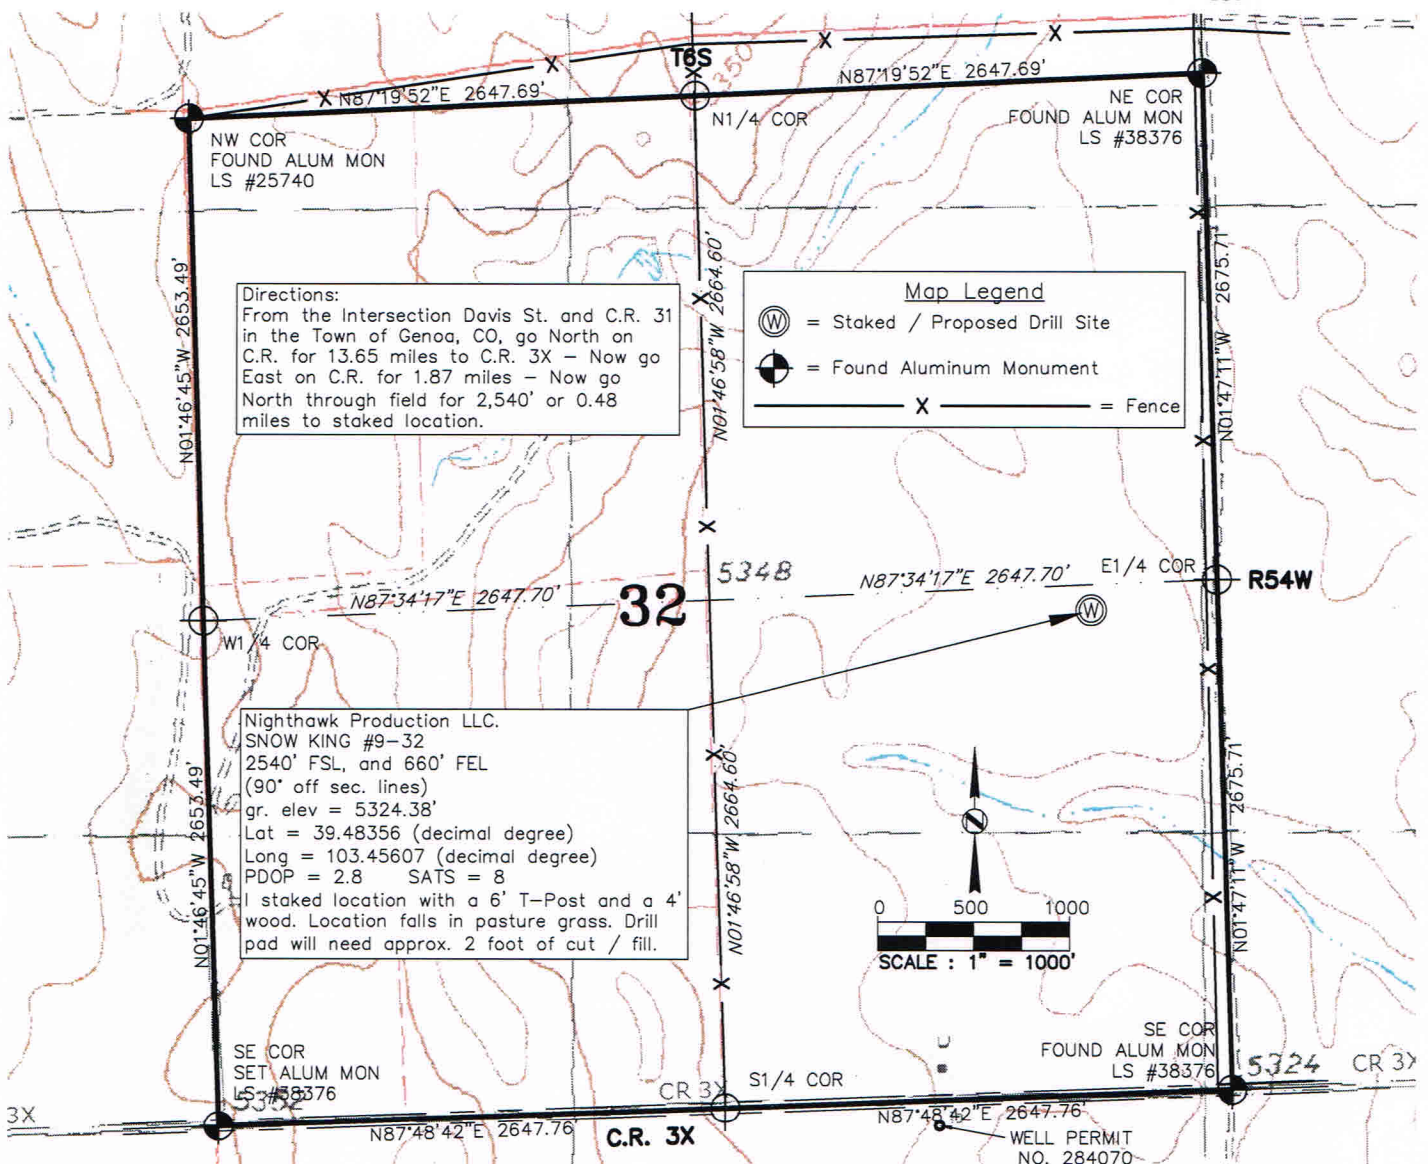 T6S
350
N87°19'52"E 2647.69'
N87°19'52"E 2647.69'
N1/4 COR
NW COR
FOUND ALUM MON
LS #25740
NE COR
FOUND ALUM MON
LS #38376
N01°46'45"W 2653.49'
N01°46'58"W 2664.60'
N01°47'11"W 2675.71'
Directions:
From the Intersection Davis St. and C.R. 31
in the Town of Genoa, CO, go North on
C.R. for 13.65 miles to C.R. 3X – Now go
East on C.R. for 1.87 miles – Now go
North through field for 2,540' or 0.48
miles to staked location.
Map Legend
W = Staked / Proposed Drill Site
= Found Aluminum Monument
X = Fence
5348
N87°34'17"E 2647.70'
E1/4 COR
R54W
N87°34'17"E 2647.70'
32
W
W1/4 COR
Nighthawk Production LLC.
SNOW KING #9-32
2540' FSL, and 660' FEL
(90° off sec. lines)
gr. elev = 5324.38'
Lat = 39.48356 (decimal degree)
Long = 103.45607 (decimal degree)
PDOP = 2.8 SATS = 8
I staked location with a 6' T-Post and a 4'
wood. Location falls in pasture grass. Drill
pad will need approx. 2 foot of cut / fill.
N01°46'45"W 2653.49'
N01°46'58"W 2664.60'
N01°47'11"W 2675.71'
0 500 1000
SCALE : 1" = 1000'
SE COR
SET ALUM MON
LS #38376
5352
SE COR
FOUND ALUM MON
LS #38376
5324
CR 3X
CR 3X
S1/4 COR
3X
N87°48'42"E 2647.76'
C.R. 3X
N87°48'42"E 2647.76'
WELL PERMIT
NO. 284070